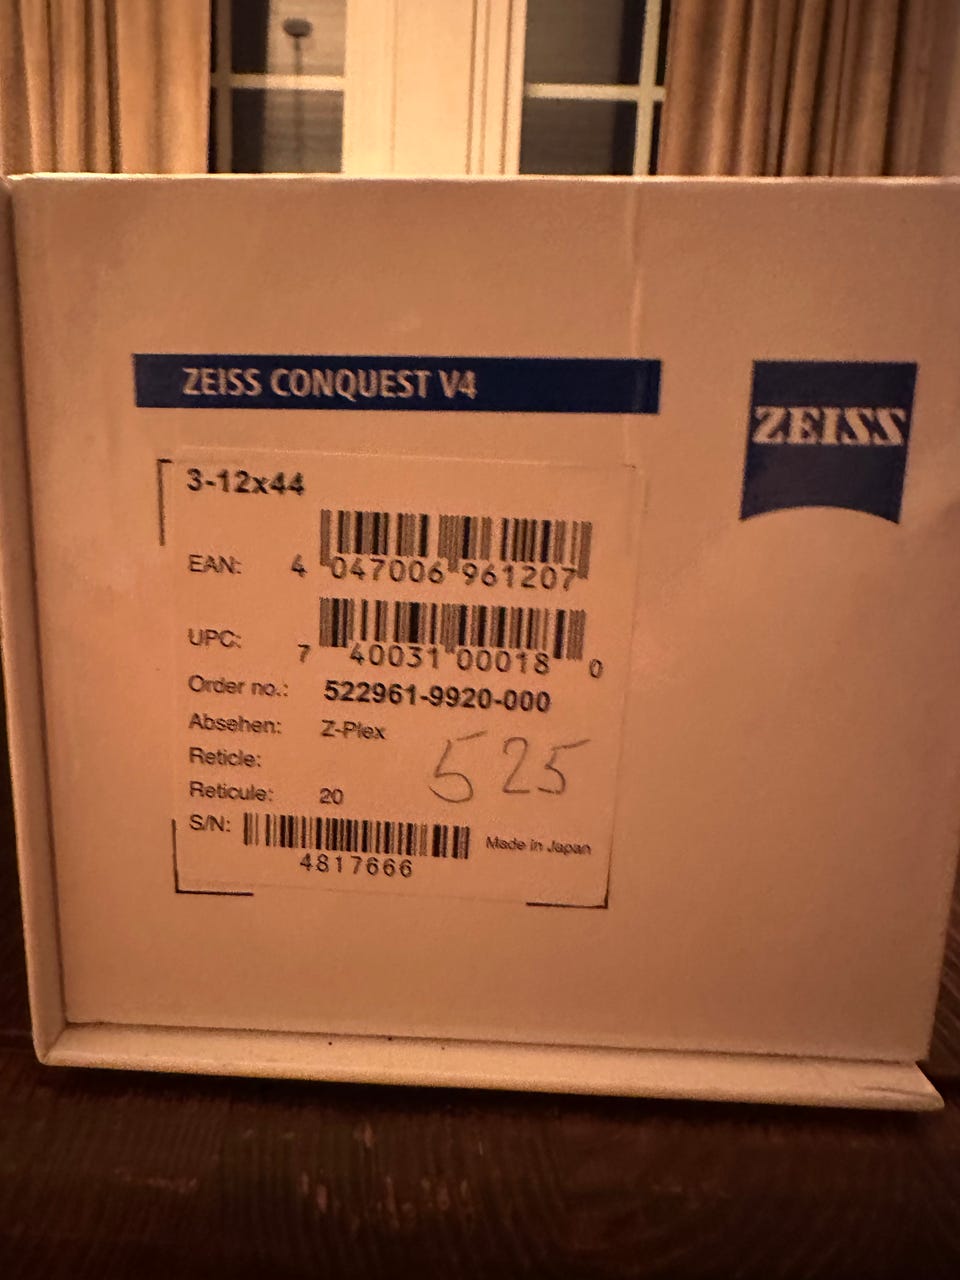 ZEISS CONQUEST V4
ZEISS
3-12x44
EAN: 4 047006 961207
UPC: 7 40031 00018 0
Order no.: 522961-9920-000
Absehen: Z-Plex
Reticle:
525
Reticule: 20
S/N:
4817666
Made in Japan